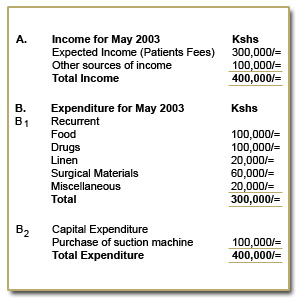 A. Income for May 2003 Kshs
Expected Income (Patients Fees) 300,000/=
Other sources of income 100,000/=
Total Income 400,000/=
B. Expenditure for May 2003 Kshs
B1 Recurrent
Food 100,000/=
Drugs 100,000/=
Linen 20,000/=
Surgical Materials 60,000/=
Miscellaneous 20,000/=
Total 300,000/=
B2 Capital Expenditure
Purchase of suction machine 100,000/=
Total Expenditure 400,000/=